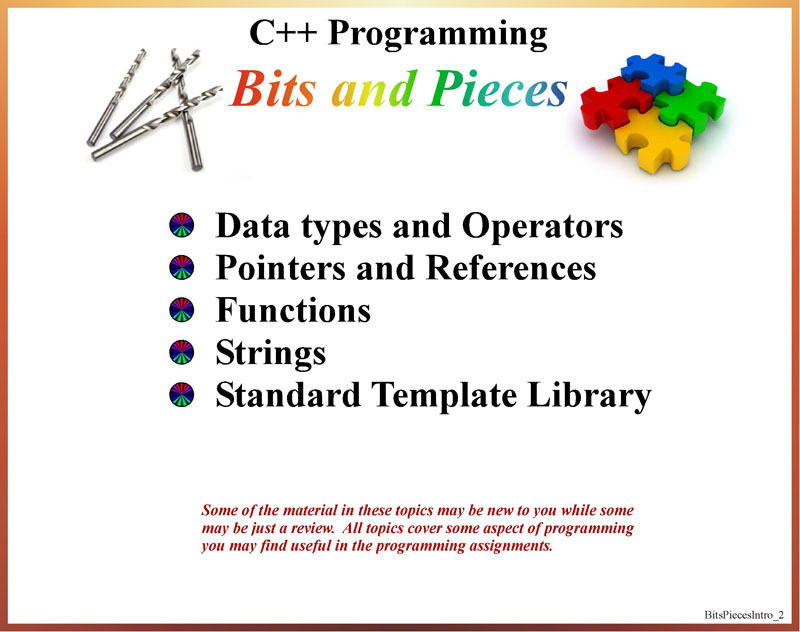 C++ Programming
Bits and Pieces
Data types and Operators
Pointers and References
Functions
Strings
Standard Template Library
Some of the material in these topics may be new to you while some
may be just a review.  All topics cover some aspect of programming
you may find useful in the programming assignments.
BitsPiecesIntro_2